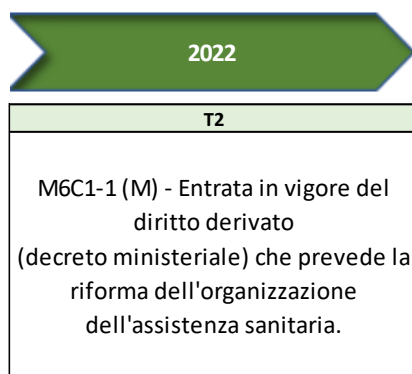 2022
T2
M6C1-1 (M) - Entrata in vigore del
diritto derivato
(decreto ministeriale) che prevede la
riforma dell'organizzazione
dell'assistenza sanitaria.